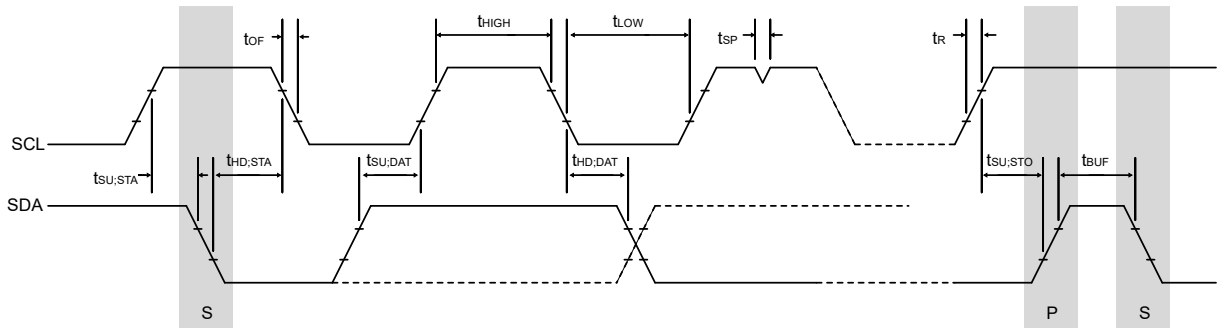 tOF
tHIGH
tLOW
tSP
tR
SCL
tSU;STA
tHD;STA
tSU;DAT
tHD;DAT
tSU;STO
tBUF
SDA
S
P
S